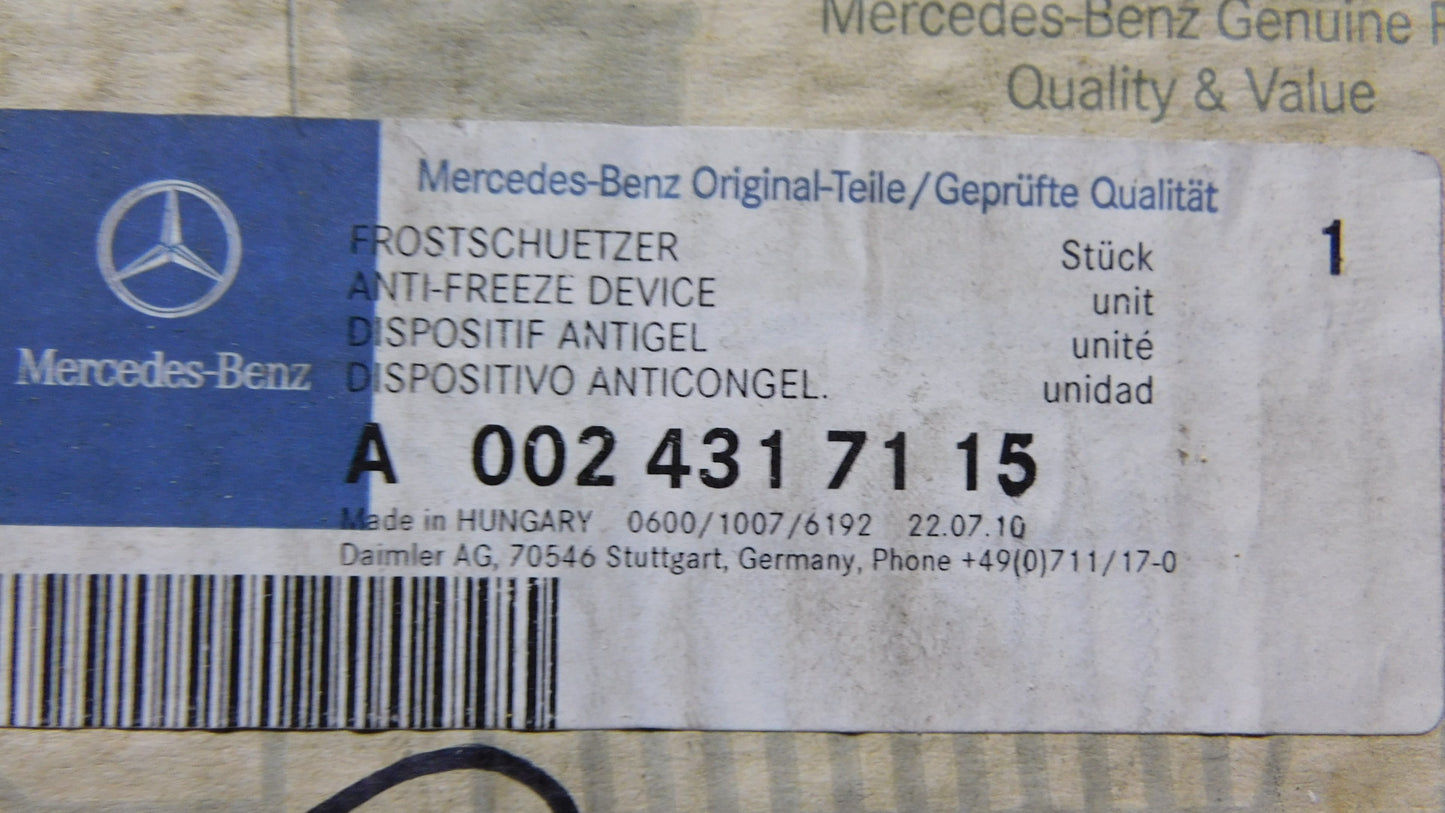 Mercedes-Benz Genuine
Quality & Value
Mercedes-Benz Original-Teile/Geprüfte Qualität
FROSTSCHUETZER Stück 1
ANTI-FREEZE DEVICE unit
DISPOSITIF ANTIGEL unité
DISPOSITIVO ANTICONGEL. unidad
Mercedes-Benz
A 002 431 71 15
Made in HUNGARY 0600/1007/6192 22.07.10
Daimler AG, 70546 Stuttgart, Germany, Phone +49(0)711/17-0